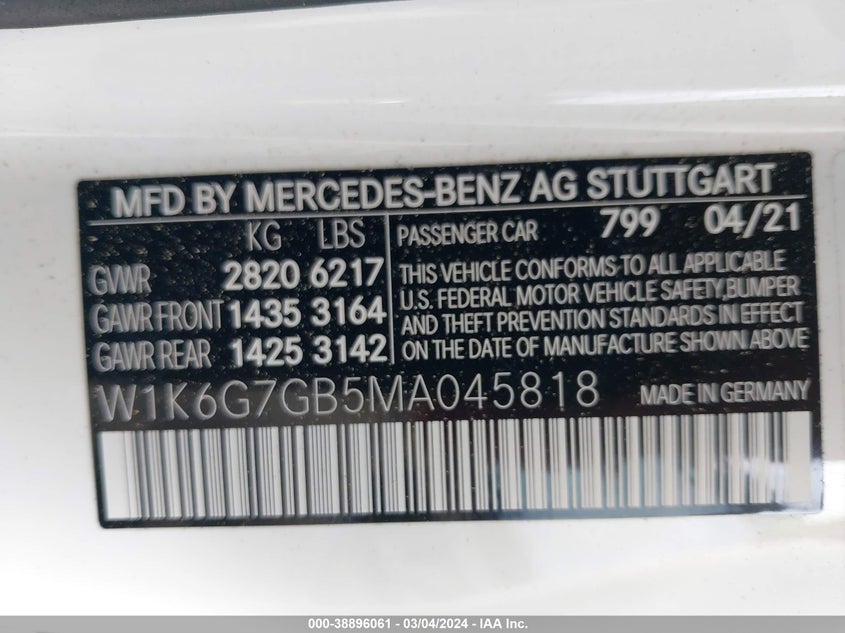 MFD BY MERCEDES-BENZ AG STUTTGART
KG LBS
GVWR 2820 6217
GAWR FRONT 1435 3164
GAWR REAR 1425 3142
PASSENGER CAR 799 04/21
THIS VEHICLE CONFORMS TO ALL APPLICABLE
U.S. FEDERAL MOTOR VEHICLE SAFETY,BUMPER
AND THEFT PREVENTION STANDARDS IN EFFECT
ON THE DATE OF MANUFACTURE SHOWN ABOVE
W1K6G7GB5MA045818 MADE IN GERMANY
000-38896061 - 03/04/2024 - IAA Inc.